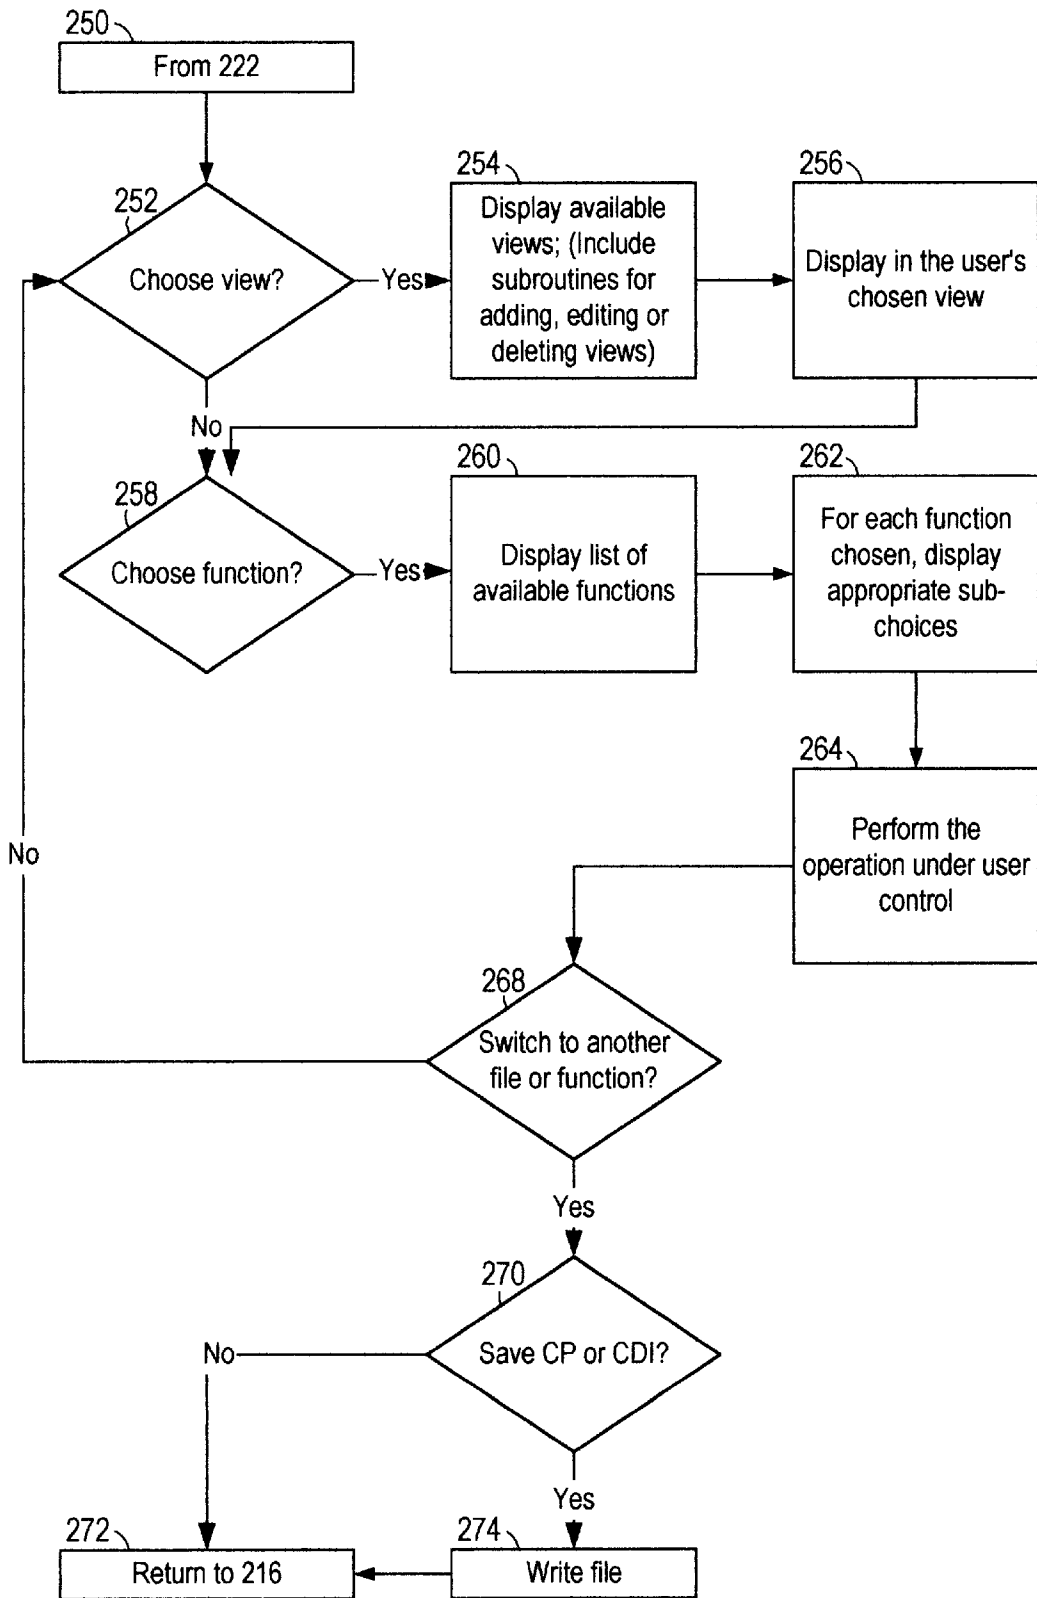 250
From 222
252
Choose view?
Yes
254
Display available
views; (Include
subroutines for
adding, editing or
deleting views)
256
Display in the user's
chosen view
No
258
Choose function?
Yes
260
Display list of
available functions
262
For each function
chosen, display
appropriate sub-
choices
264
Perform the
operation under user
control
No
268
Switch to another
file or function?
Yes
270
Save CP or CDI?
No
Yes
272
Return to 216
274
Write file